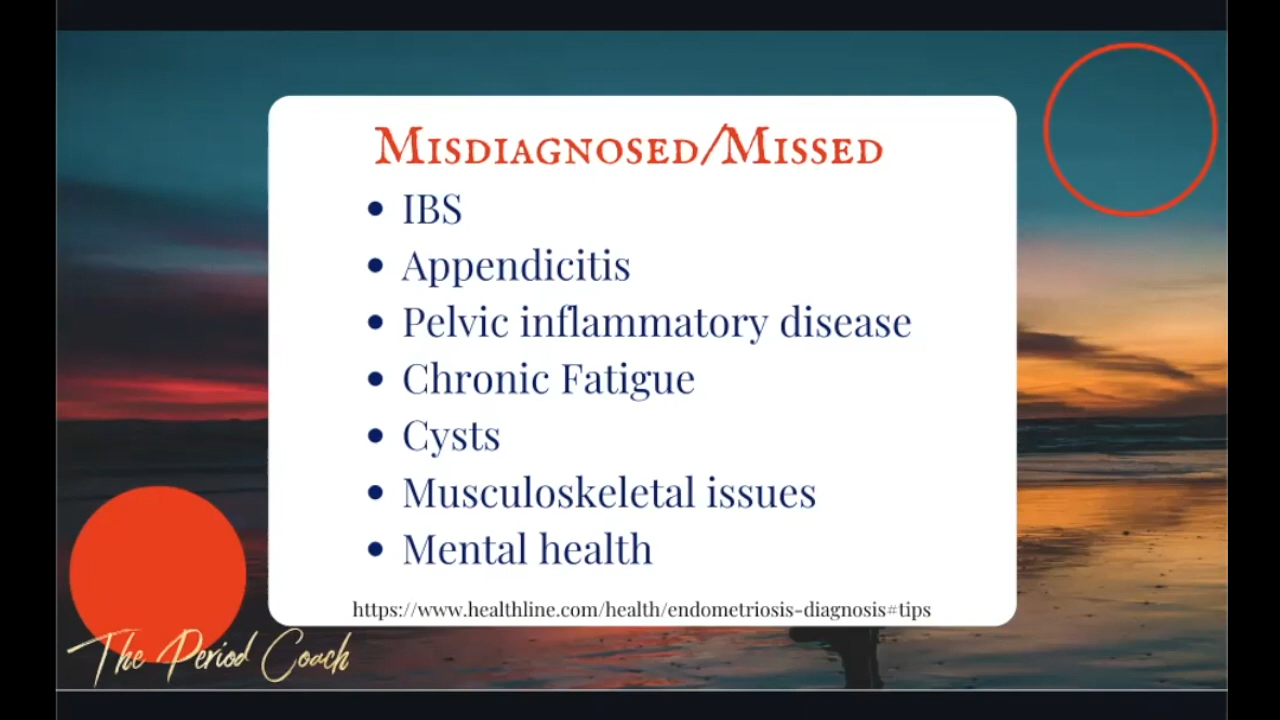 Misdiagnosed/Missed
• IBS
• Appendicitis
• Pelvic inflammatory disease
• Chronic Fatigue
• Cysts
• Musculoskeletal issues
• Mental health
https://www.healthline.com/health/endometriosis-diagnosis#tips
The Period Coach